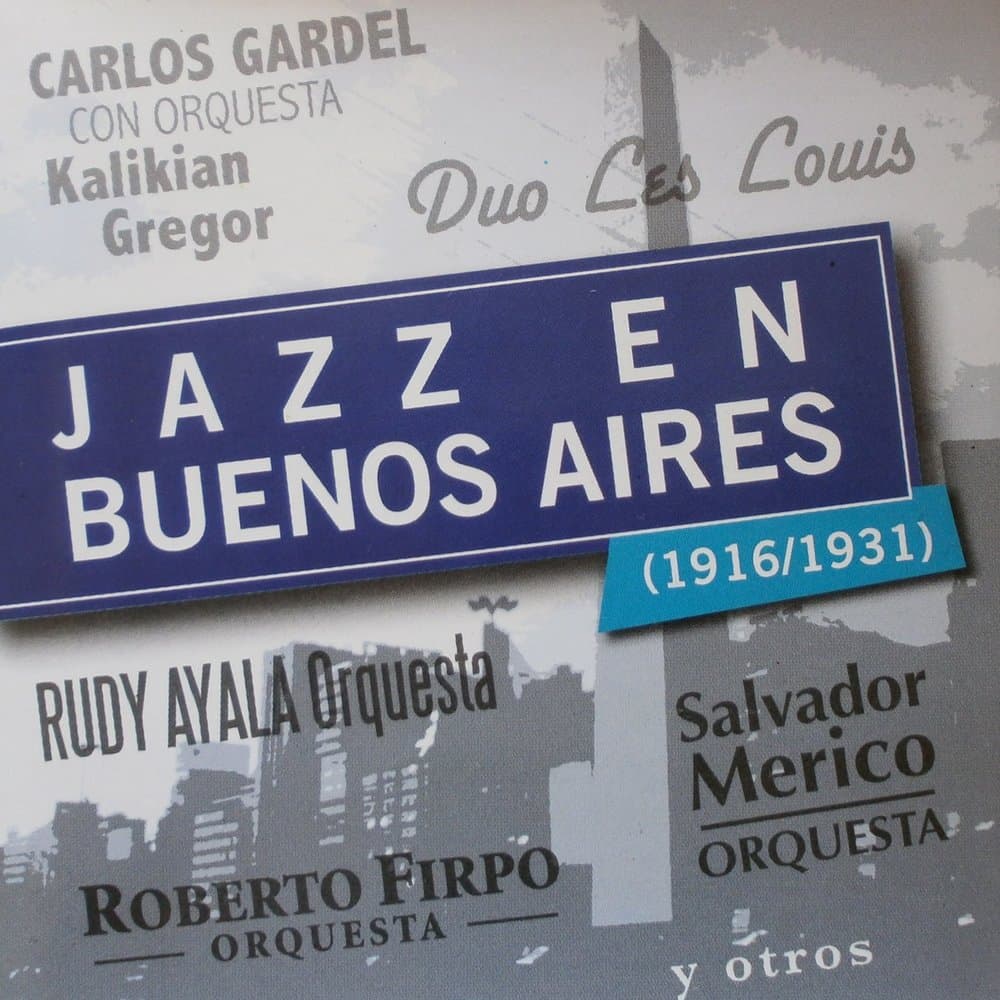 CARLOS GARDEL
CON ORQUESTA
Kalikian
Gregor
Duo Les Louis
JAZZ EN
BUENOS AIRES
(1916/1931)
RUDY AYALA Orquesta
Salvador
Merico
ORQUESTA
ROBERTO FIRPO
ORQUESTA
y otros